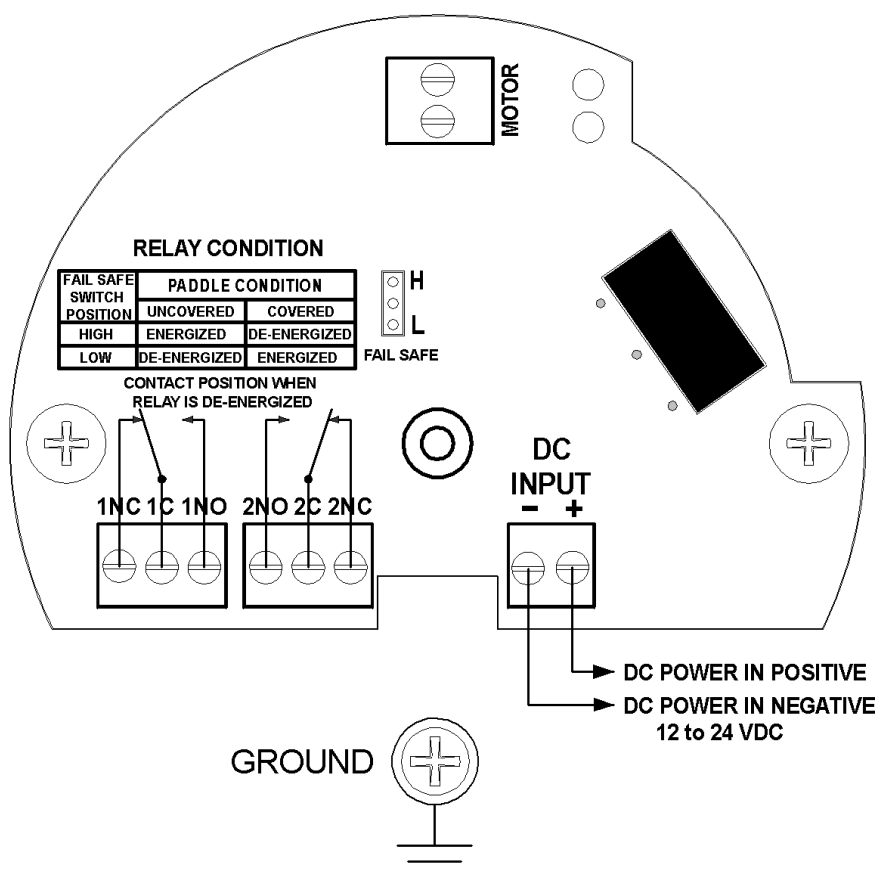 MOTOR
RELAY CONDITION
FAIL SAFE
SWITCH
POSITION
PADDLE CONDITION
UNCOVERED COVERED
HIGH ENERGIZED DE-ENERGIZED
LOW DE-ENERGIZED ENERGIZED
H
L
FAIL SAFE
CONTACT POSITION WHEN
RELAY IS DE-ENERGIZED
1NC 1C 1NO
2NO 2C 2NC
DC
INPUT
- +
DC POWER IN POSITIVE
DC POWER IN NEGATIVE
12 to 24 VDC
GROUND